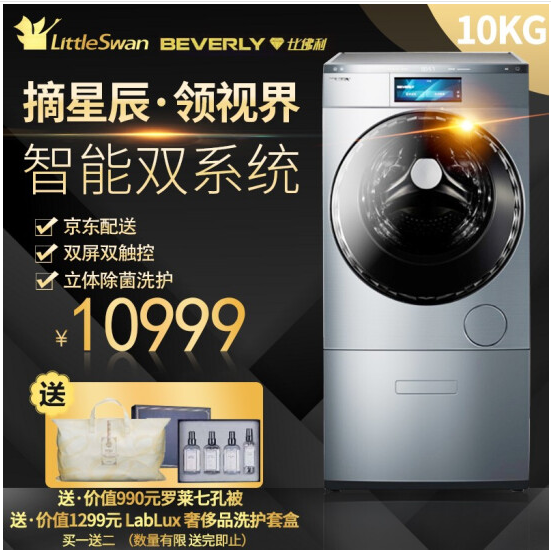 LittleSwan BEVERLY 比佛利
10KG
摘星辰·领视界
智能双系统
京东配送
双屏双触控
立体除菌洗护
¥10999
送
送·价值990元罗莱七孔被
送·价值1299元 LabLux 奢侈品洗护套盒
买一送二 （数量有限 送完即止）